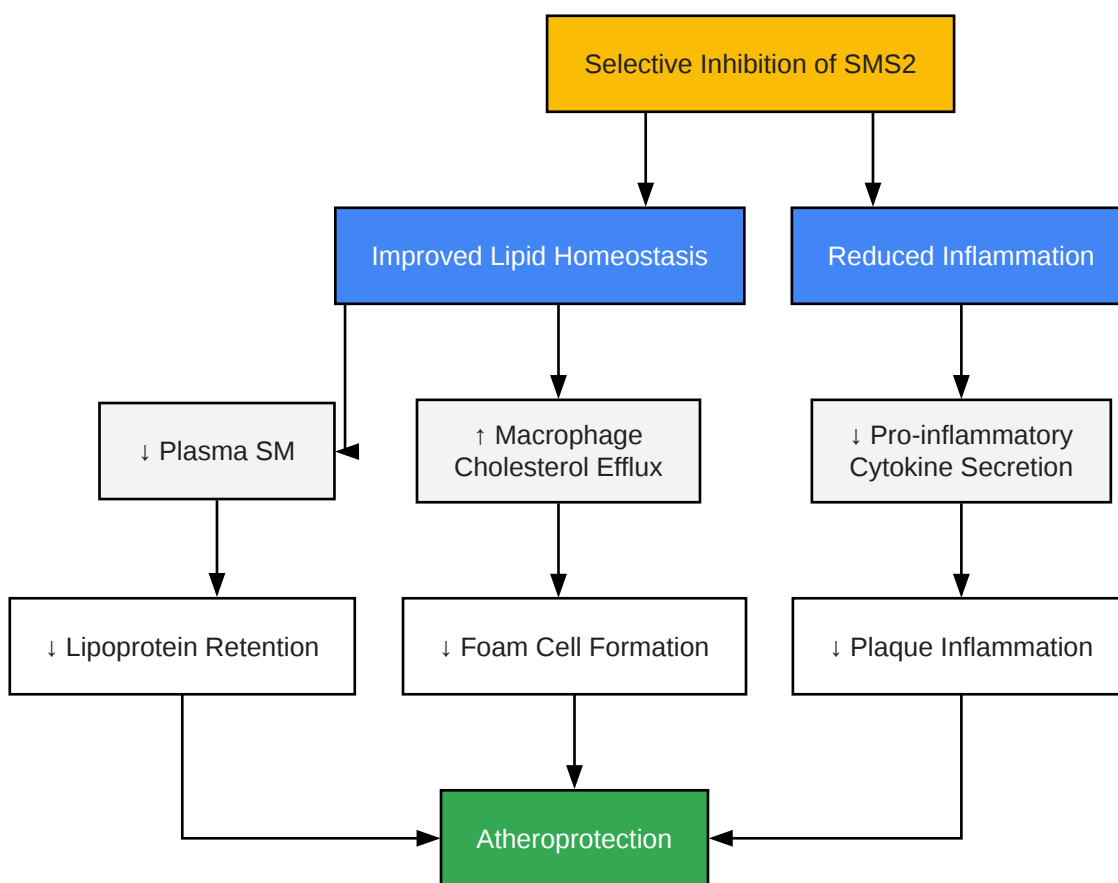 Selective Inhibition of SMS2
Improved Lipid Homeostasis
Reduced Inflammation
↓ Plasma SM
↑ Macrophage
Cholesterol Efflux
↓ Pro-inflammatory
Cytokine Secretion
↓ Lipoprotein Retention
↓ Foam Cell Formation
↓ Plaque Inflammation
Atheroprotection